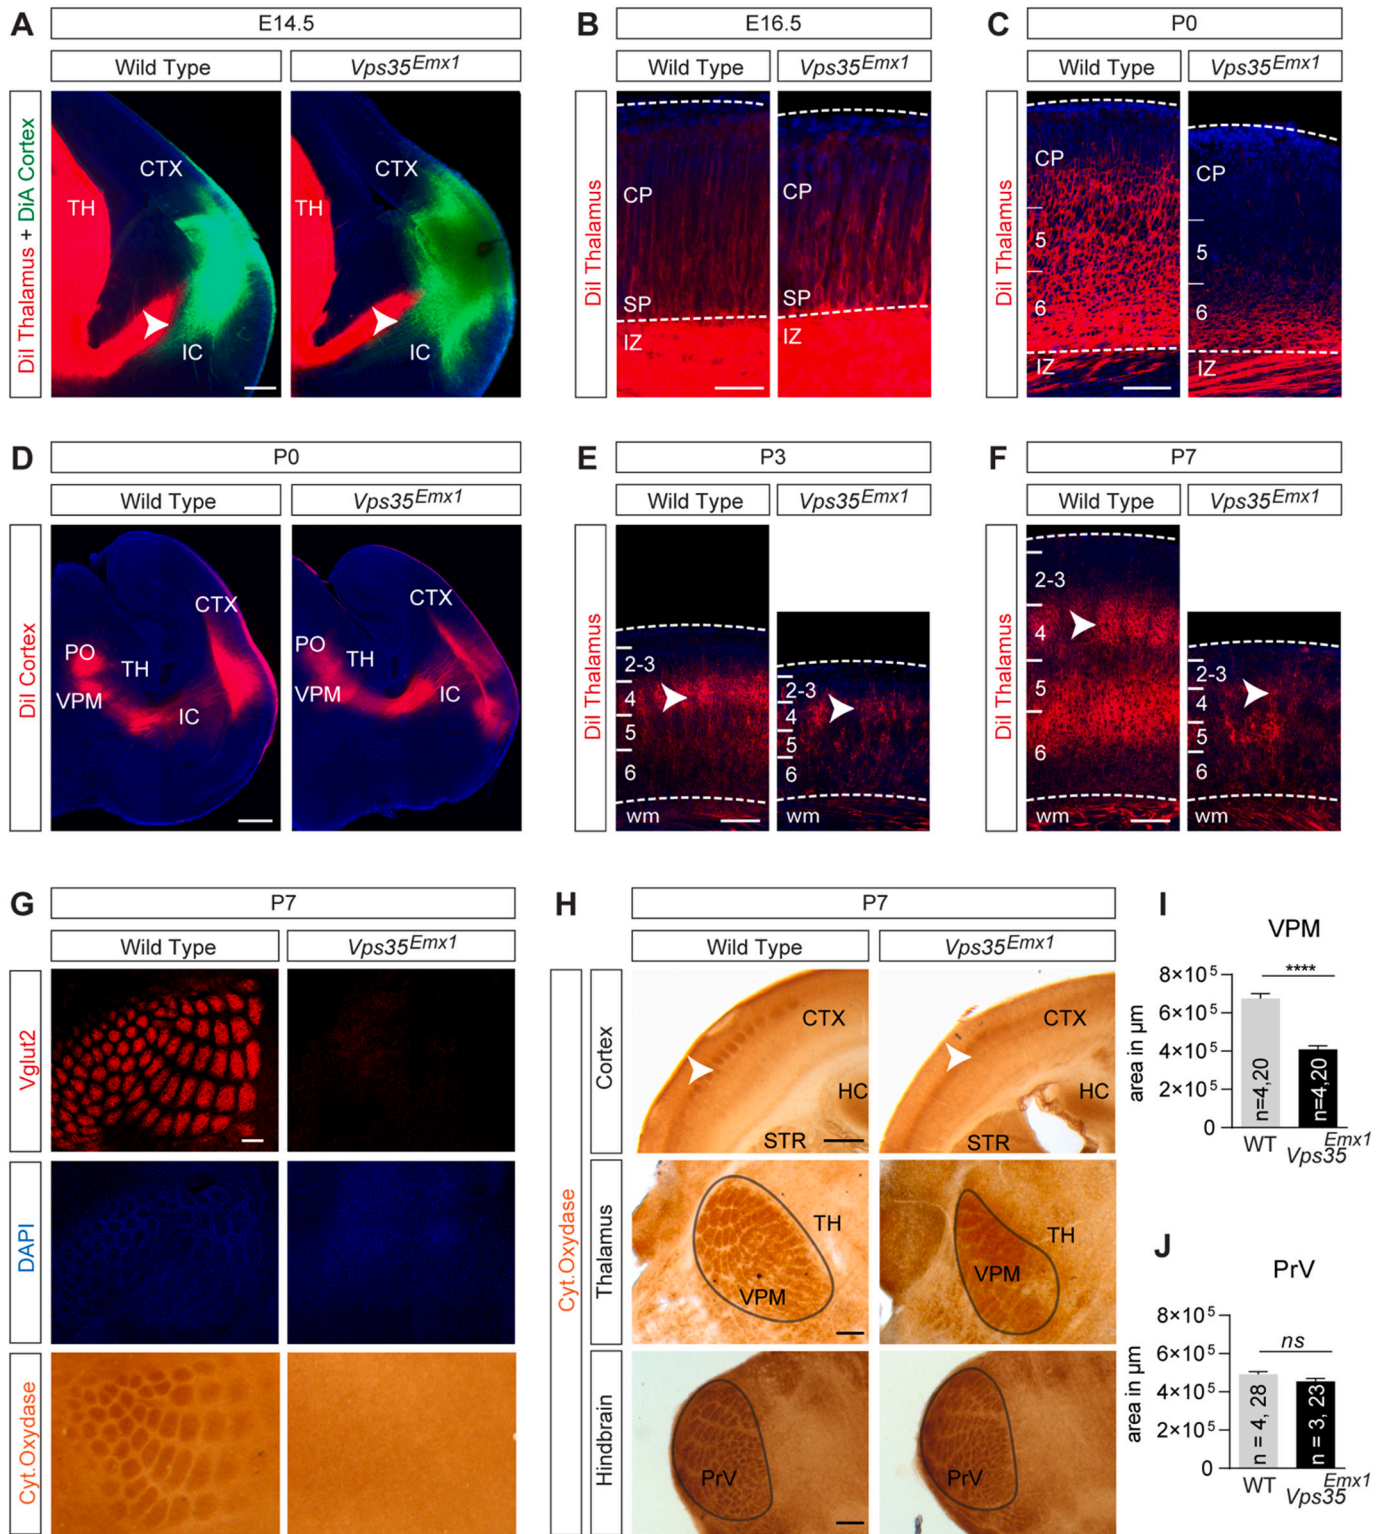 A
E14.5
Wild Type
Vps35Emx1
DiI Thalamus + DiA Cortex
CTX
TH
IC
CTX
TH
IC
B
E16.5
Wild Type
Vps35Emx1
DiI Thalamus
CP
SP
IZ
CP
SP
IZ
C
P0
Wild Type
Vps35Emx1
DiI Thalamus
CP
5
6
IZ
CP
5
6
IZ
D
P0
Wild Type
Vps35Emx1
DiI Cortex
CTX
PO
TH
VPM
IC
CTX
PO
TH
VPM
IC
E
P3
Wild Type
Vps35Emx1
DiI Thalamus
2-3
4
5
6
wm
2-3
4
5
6
wm
F
P7
Wild Type
Vps35Emx1
DiI Thalamus
2-3
4
5
6
wm
2-3
4
5
6
wm
G
P7
Wild Type
Vps35Emx1
Vglut2
DAPI
Cyt.Oxydase
H
P7
Wild Type
Vps35Emx1
Cyt.Oxydase
Cortex
CTX
HC
STR
CTX
HC
STR
Thalamus
TH
VPM
TH
VPM
Hindbrain
PrV
PrV
I
VPM
****
area in µm
8×10⁵
6×10⁵
4×10⁵
2×10⁵
0
n=4,20
n=4,20
WT
Vps35Emx1
J
PrV
ns
area in µm
8×10⁵
6×10⁵
4×10⁵
2×10⁵
0
n = 4, 28
n = 3, 23
WT
Vps35Emx1